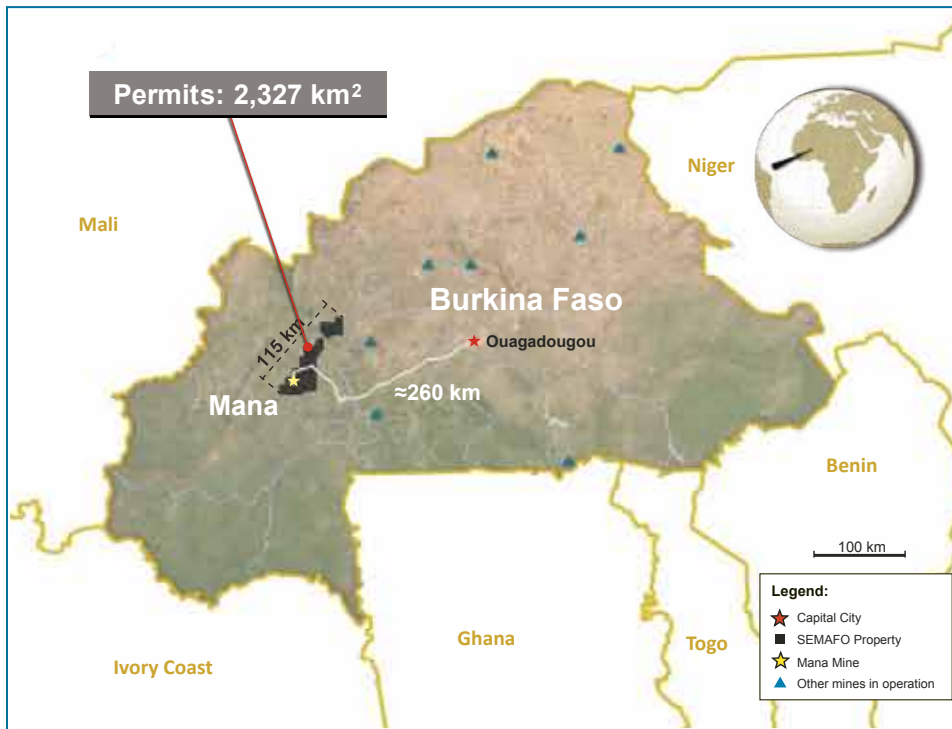 Permits: 2,327 km²
Niger
Mali
Burkina Faso
115 km
Ouagadougou
≈260 km
Mana
Benin
100 km
Legend:
Capital City
SEMAFO Property
Mana Mine
Other mines in operation
Ghana
Togo
Ivory Coast